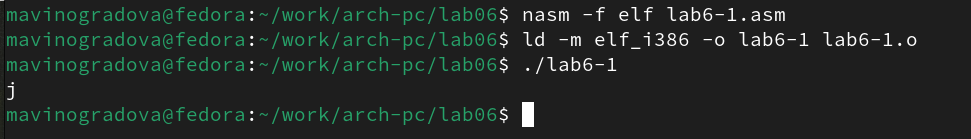 mavinogradova@fedora:~/work/arch-pc/lab06$ nasm -f elf lab6-1.asm
mavinogradova@fedora:~/work/arch-pc/lab06$ ld -m elf_i386 -o lab6-1 lab6-1.o
mavinogradova@fedora:~/work/arch-pc/lab06$ ./lab6-1
j
mavinogradova@fedora:~/work/arch-pc/lab06$